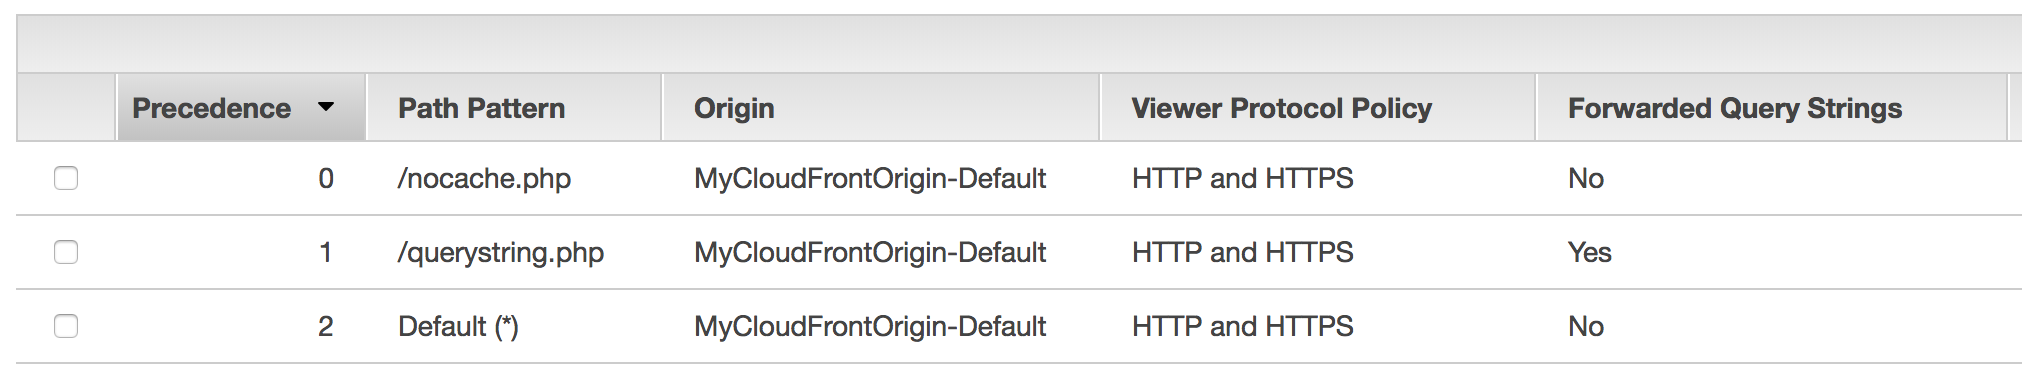 Precedence Path Pattern Origin Viewer Protocol Policy Forwarded Query Strings
0 /nocache.php MyCloudFrontOrigin-Default HTTP and HTTPS No
1 /querystring.php MyCloudFrontOrigin-Default HTTP and HTTPS Yes
2 Default (*) MyCloudFrontOrigin-Default HTTP and HTTPS No